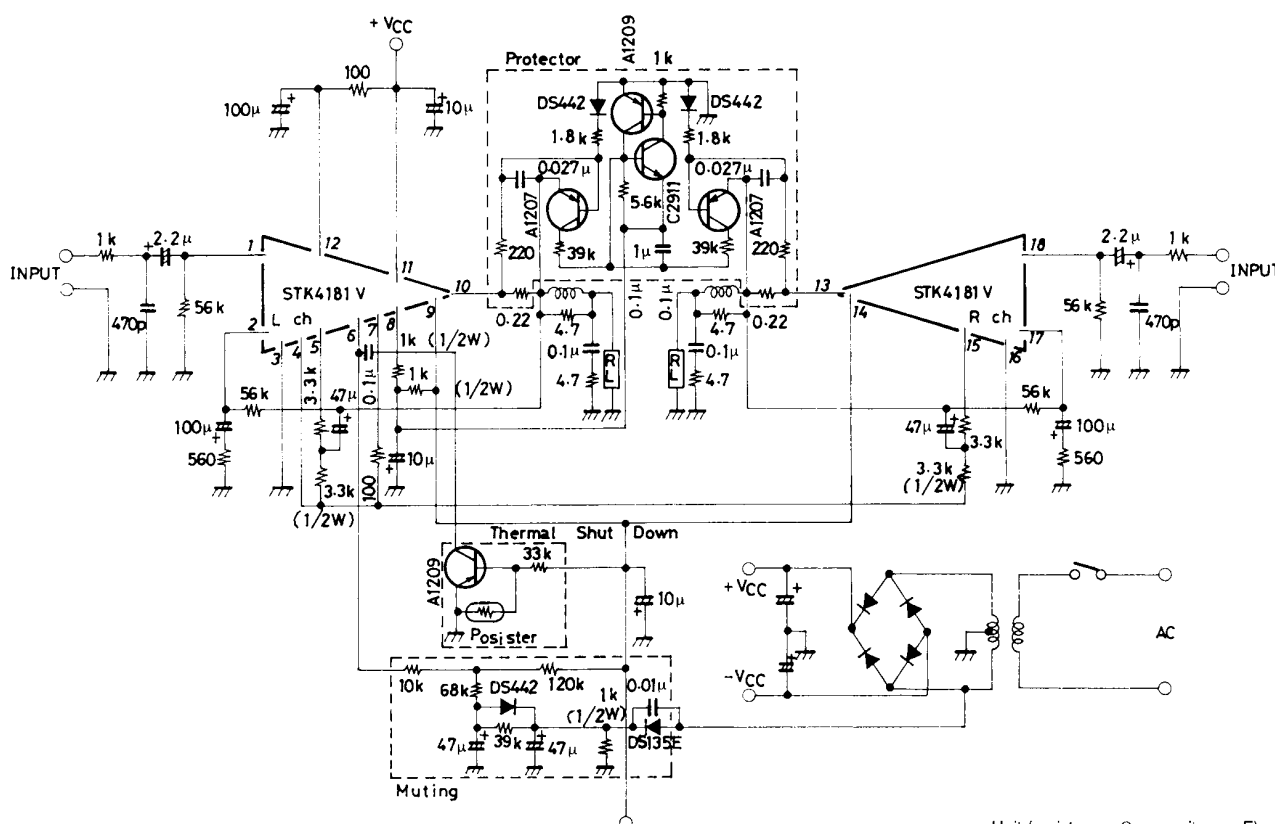 + VCC
A1209
Protector
1k
100
100μ
10μ
DS442
DS442
1.8k
1.8k
0.027μ
0.027μ
A1207
C2911
A1207
5.6k
220
39k
1μ
39k
220
INPUT
1k
2.2μ
470p
56k
1
12
11
10
STK4181V
L ch
2
3
4
5
6
7
8
9
0.22
4.7
0.1μ
4.7
RL
0.1μ
0.1μ
RL
4.7
0.1μ
4.7
0.22
13
14
18
STK4181V
R ch
15
16
17
2.2μ
1k
INPUT
56k
470p
1k (1/2W)
1k
(1/2W)
3.3k
47μ
0.1μ
56k
100μ
560
3.3k
(1/2W)
100
10μ
56k
47μ
3.3k
100μ
560
3.3k
(1/2W)
Thermal Shut Down
A1209
33k
Posister
10μ
+VCC
-VCC
AC
10k
120k
68k
DS442
1k
(1/2W)
0.01μ
47μ
39k
47μ
DS135E
Muting